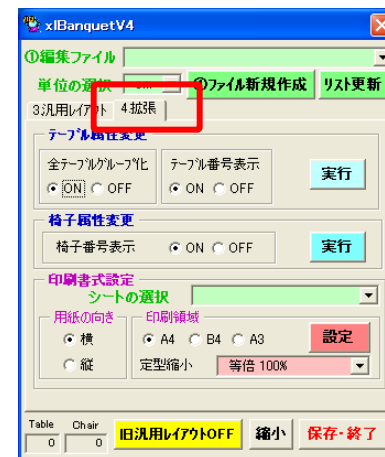 xlBanquetV4
①編集ファイル
単位の選択 cm ①ファイル新規作成 リスト更新
3.汎用レイアウト 4.拡張
テーブル属性変更
全テーブルグループ化 テーブル番号表示
ON OFF ON OFF 実行
椅子属性変更
椅子番号表示 ON OFF 実行
印刷書式設定
シートの選択
用紙の向き 印刷領域
横 A4 B4 A3 設定
縦 定型縮小 等倍 100%
Table Chair
0 0 旧汎用レイアウトOFF 縮小 保存・終了